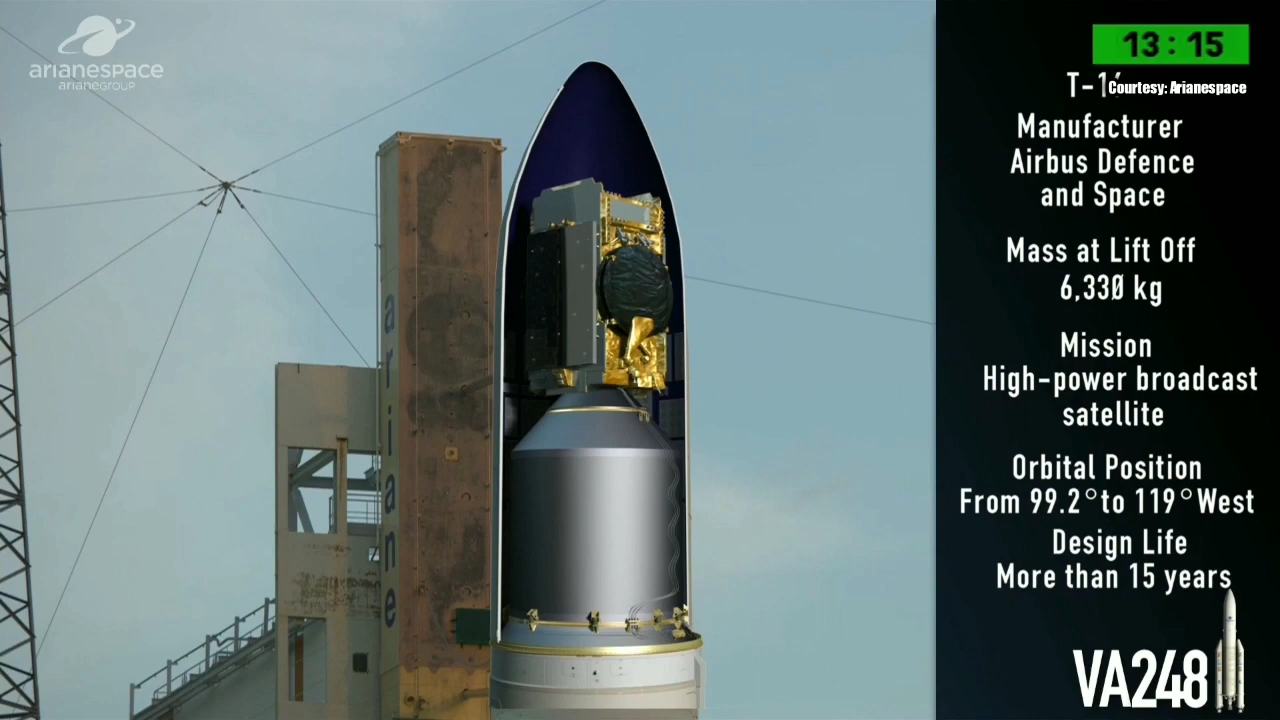 arianespace
arianeGROUP
ariane
13:15
Courtesy: Arianespace
Manufacturer
Airbus Defence
and Space
Mass at Lift Off
6,330 kg
Mission
High-power broadcast
satellite
Orbital Position
From 99.2° to 119° West
Design Life
More than 15 years
VA248